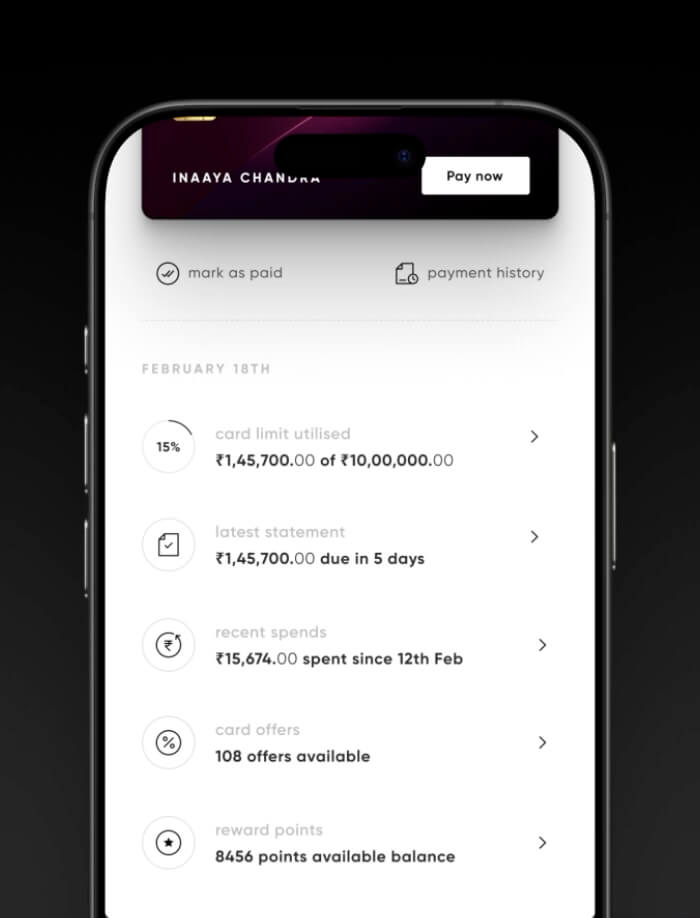 INAAYA CHANDRA
Pay now
mark as paid
payment history
FEBRUARY 18TH
15%
card limit utilised
₹1,45,700.00 of ₹10,00,000.00
latest statement
₹1,45,700.00 due in 5 days
recent spends
₹15,674.00 spent since 12th Feb
card offers
108 offers available
reward points
8456 points available balance